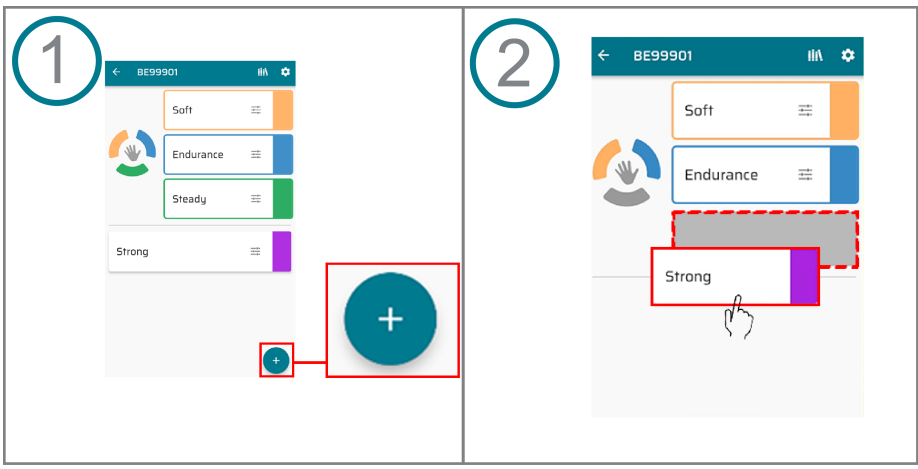 1
BE99901
Soft
Endurance
Steady
Strong
+
+
2
BE99901
Soft
Endurance
Strong